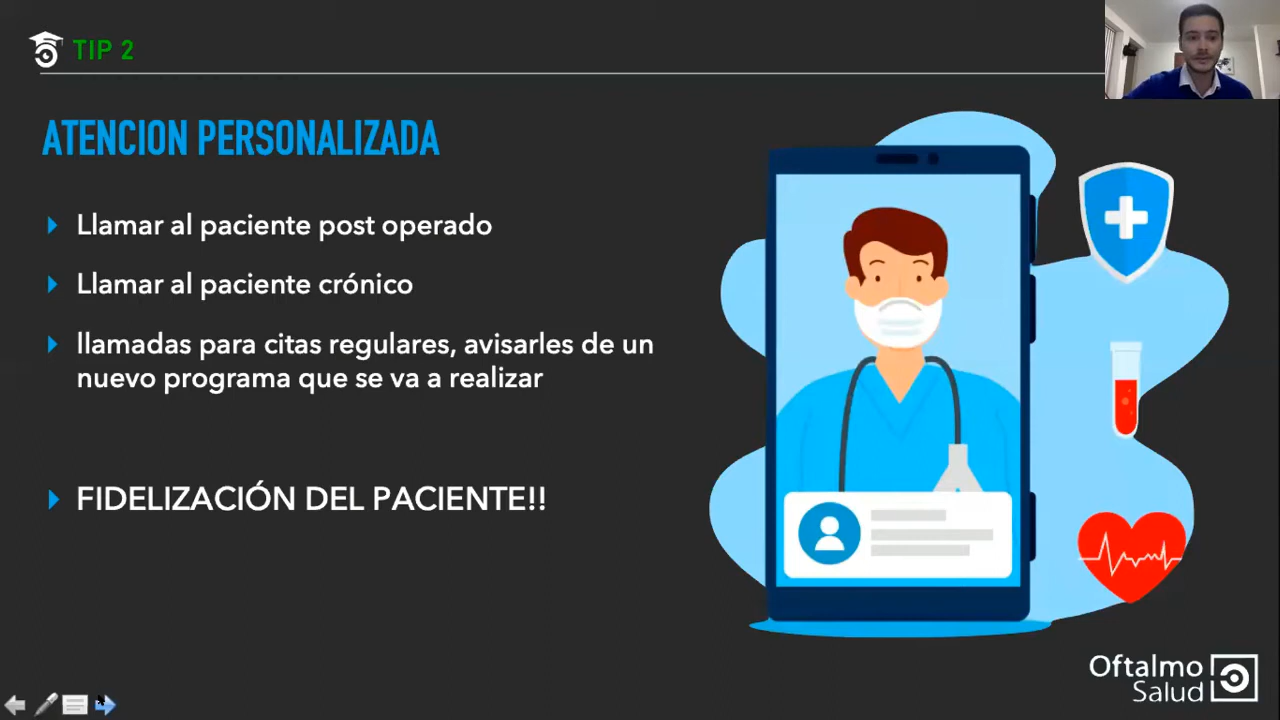 TIP 2
ATENCION PERSONALIZADA
Llamar al paciente post operado
Llamar al paciente crónico
llamadas para citas regulares, avisarles de un
nuevo programa que se va a realizar
FIDELIZACIÓN DEL PACIENTE!!
Oftalmo
Salud